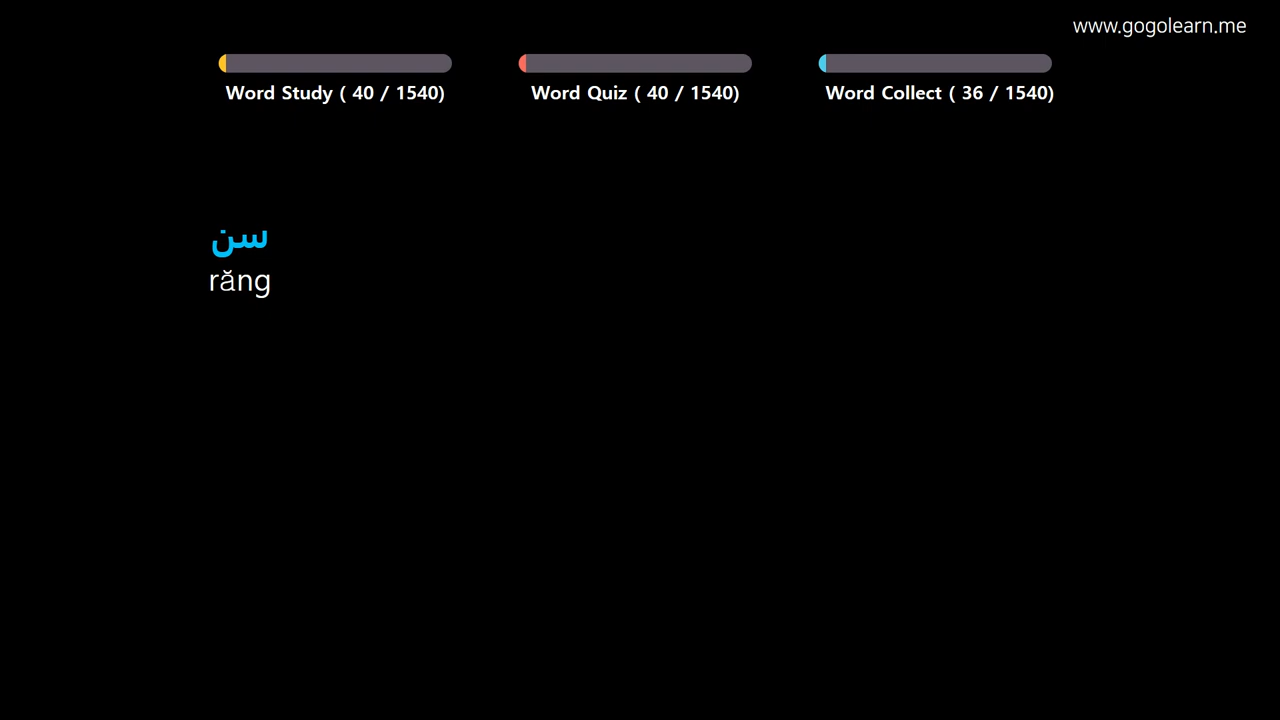 www.gogolearn.me
Word Study ( 40 / 1540)
Word Quiz ( 40 / 1540)
Word Collect ( 36 / 1540)
سن
răng